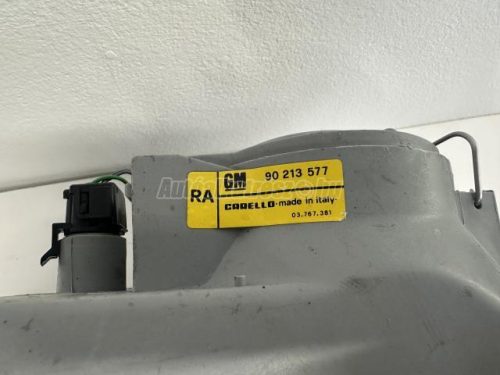 RA GM 90 213 577
CARELLO-made in italy-
03.767.381